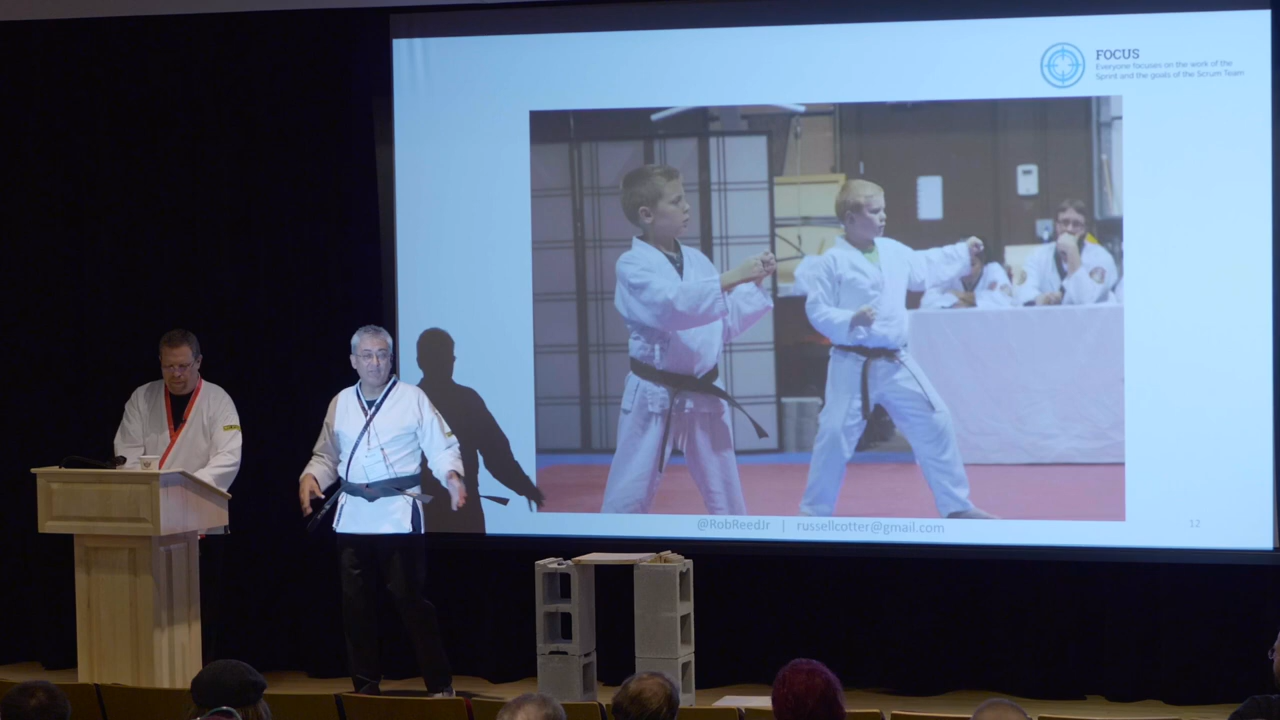 FOCUS
Everyone focuses on the work of the
Sprint and the goals of the Scrum Team
@RobReedJr | russellcotter@gmail.com
12